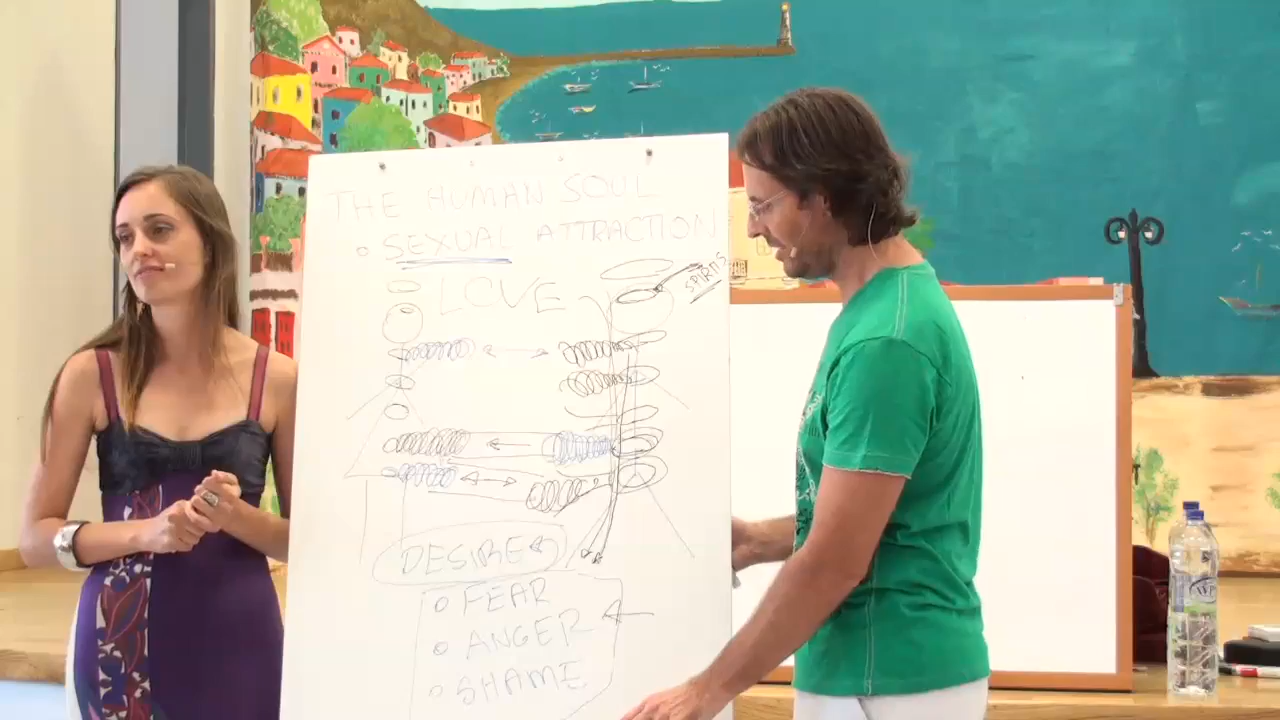 THE HUMAN SOUL
SEXUAL ATTRACTION
LOVE
SPIRITS
DESIRE
FEAR
ANGER
SHAME